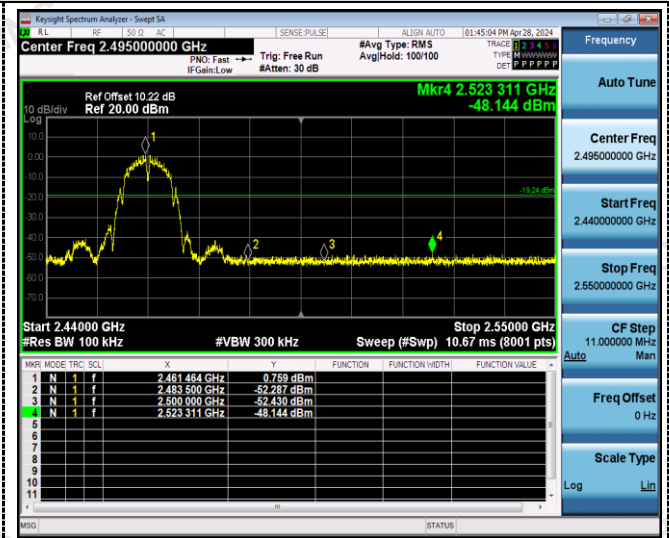 Keysight Spectrum Analyzer - Swept SA
RL RF 50 Ω AC SENSE:PULSE ALIGN AUTO 01:45:04 PM Apr 28, 2024
Center Freq 2.495000000 GHz
PNO: Fast
IFGain:Low
Trig: Free Run
#Atten: 30 dB
#Avg Type: RMS
Avg|Hold: 100/100
TRACE 1 2 3 4 5 6
TYPE MWWWWW
DET P P P P P P
Frequency
Auto Tune
Mkr4 2.523 311 GHz
-48.144 dBm
Ref Offset 10.22 dB
10 dB/div Ref 20.00 dBm
Log
10.0
0.00
-10.0
-20.0
-30.0
-40.0
-50.0
-60.0
-70.0
1
2
3
4
-19.24 dBm
Start 2.44000 GHz Stop 2.55000 GHz
#Res BW 100 kHz #VBW 300 kHz Sweep (#Swp) 10.67 ms (8001 pts)
MKR MODE TRC SCL X Y FUNCTION FUNCTION WIDTH FUNCTION VALUE
1 N 1 f 2.461 464 GHz 0.759 dBm
2 N 1 f 2.483 500 GHz -52.287 dBm
3 N 1 f 2.500 000 GHz -52.430 dBm
4 N 1 f 2.523 311 GHz -48.144 dBm
5
6
7
8
9
10
11
Center Freq
2.495000000 GHz
Start Freq
2.440000000 GHz
Stop Freq
2.550000000 GHz
CF Step
11.000000 MHz
Auto Man
Freq Offset
0 Hz
Scale Type
Log Lin
MSG STATUS